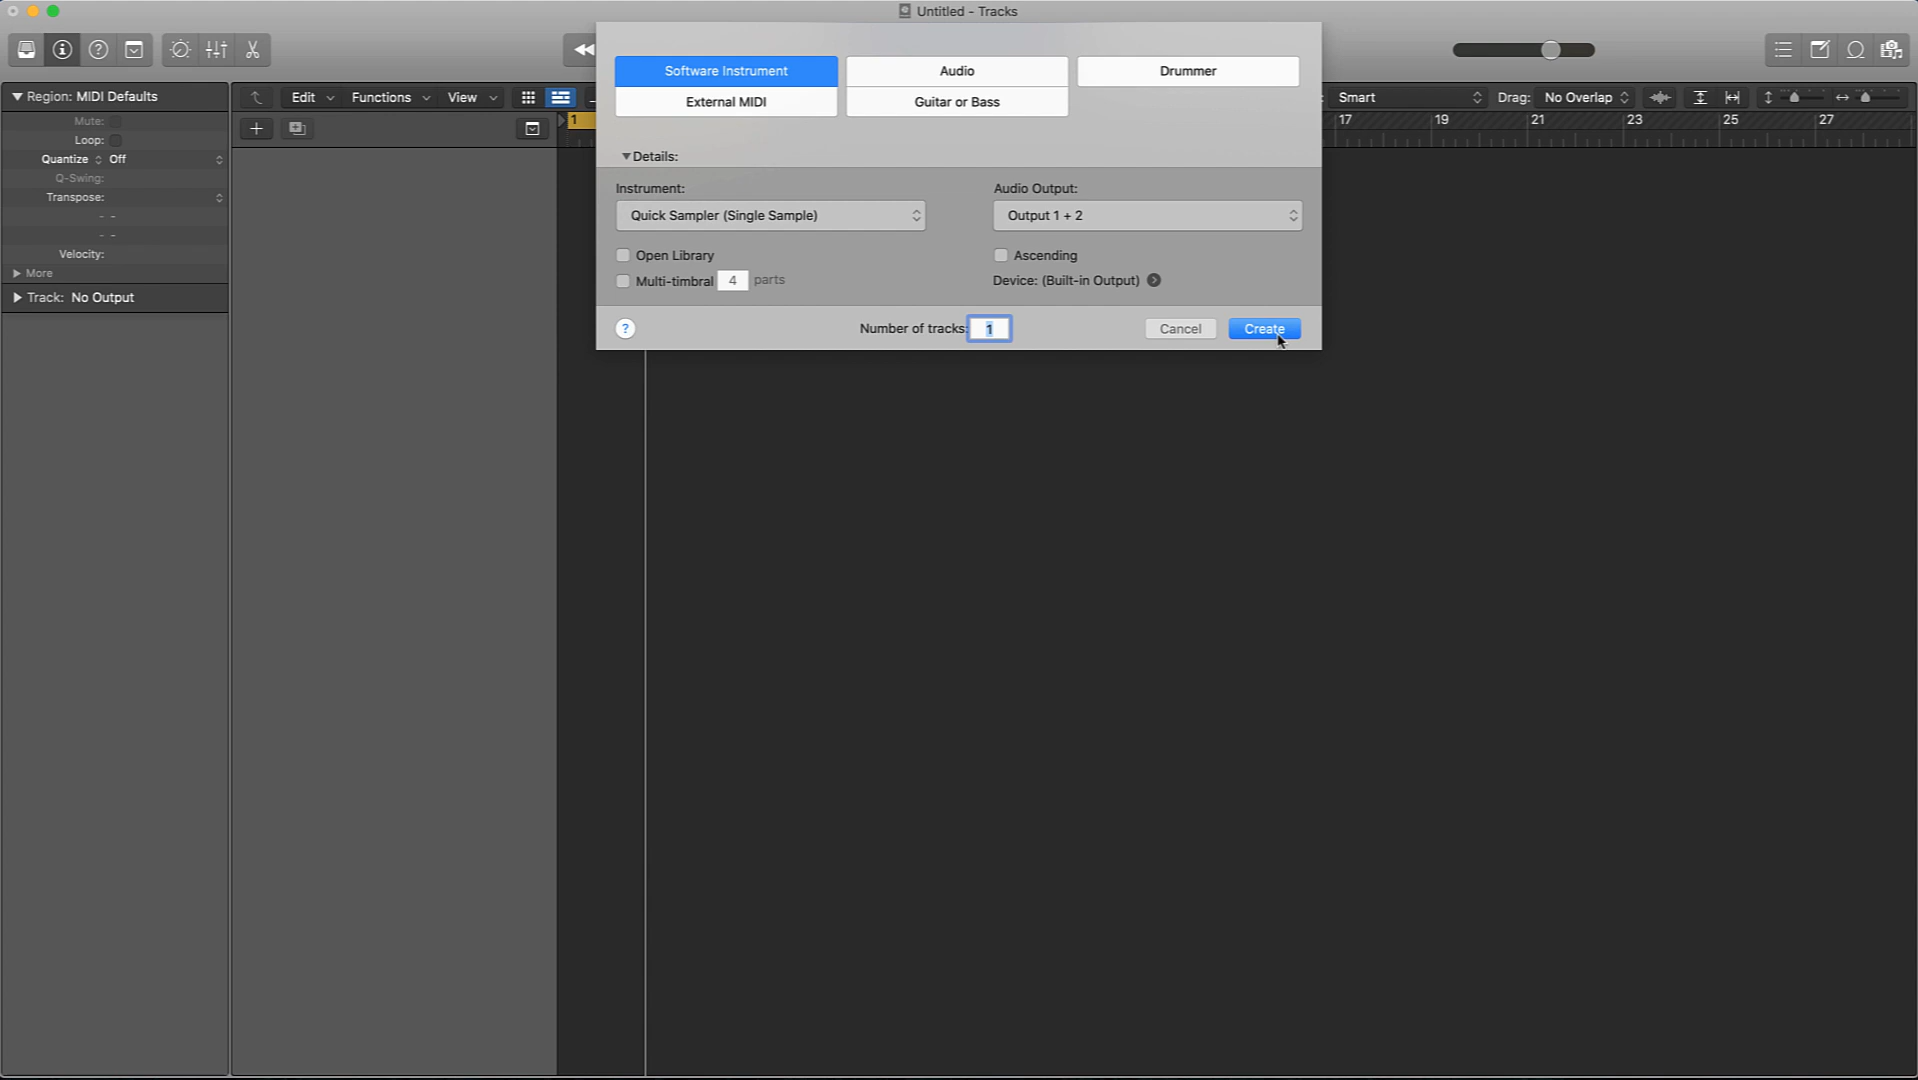 Untitled - Tracks
Software Instrument
Audio
Drummer
External MIDI
Guitar or Bass
Region: MIDI Defaults
Edit
Functions
View
Smart
Drag:
No Overlap
1
17
19
21
23
25
27
Mute:
Loop:
Quantize
Off
Q-Swing:
Transpose:
- -
- -
Velocity:
More
Track: No Output
Details:
Instrument:
Audio Output:
Quick Sampler (Single Sample)
Output 1 + 2
Open Library
Ascending
Multi-timbral
4
parts
Device: (Built-in Output)
?
Number of tracks:
1
Cancel
Create